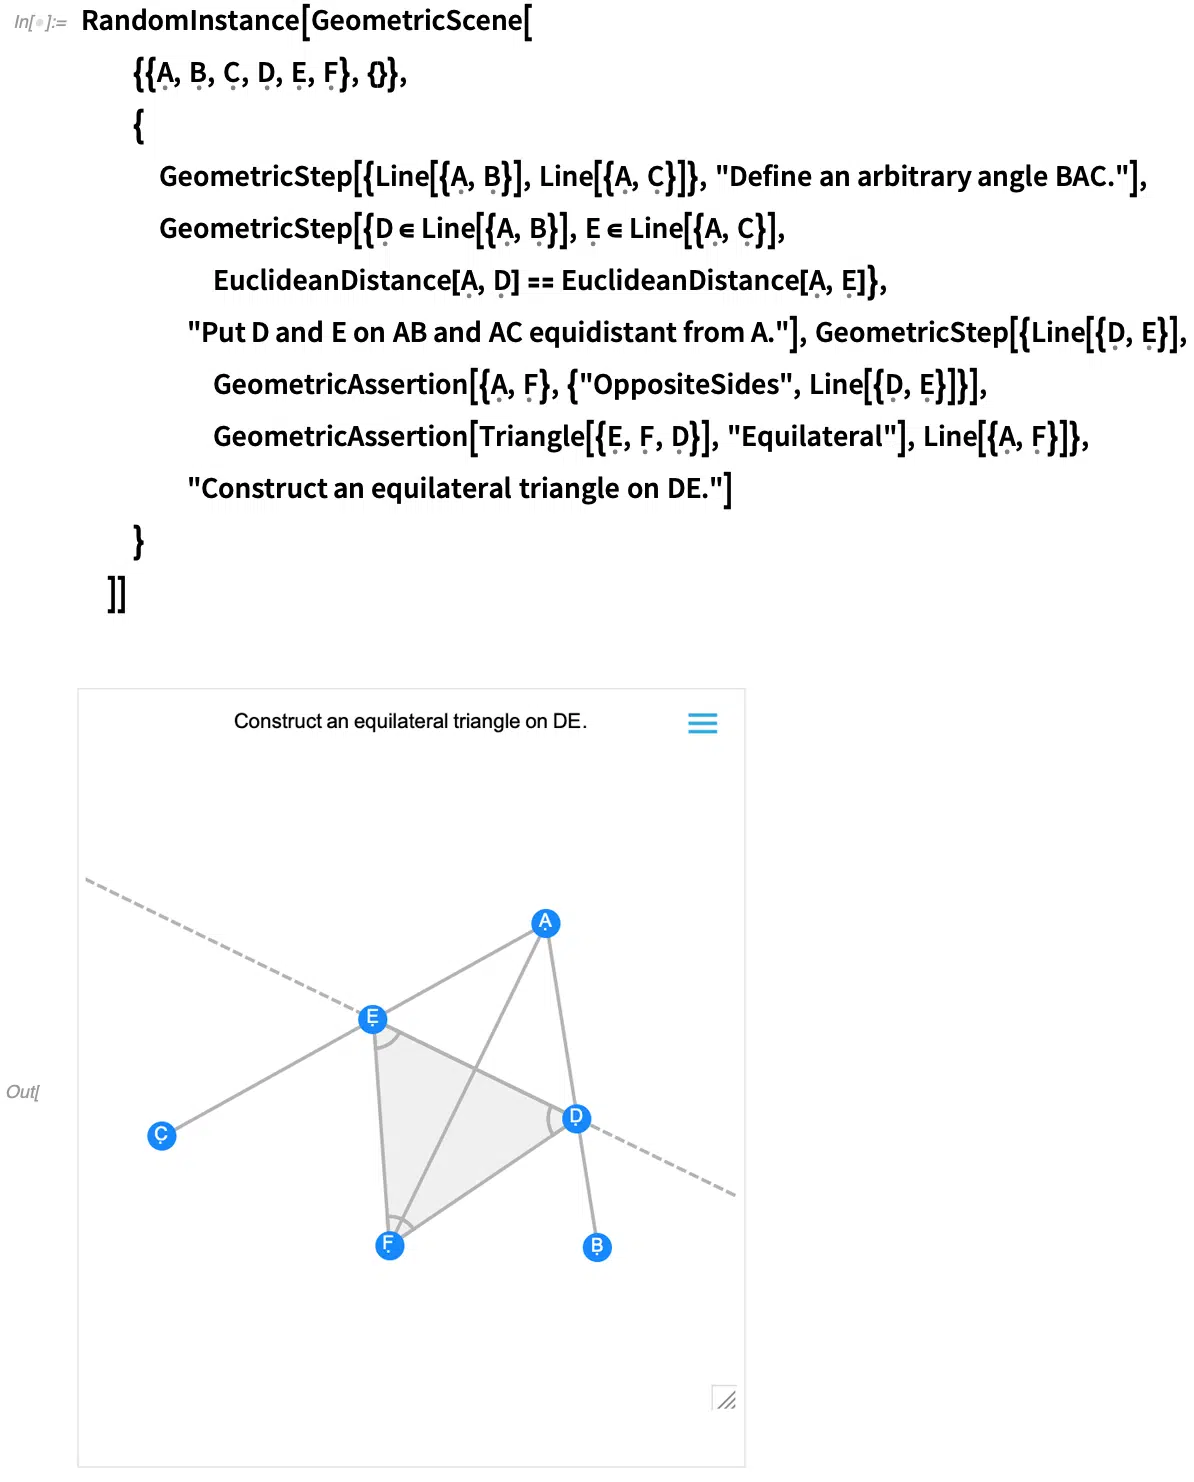 In[ ]:= RandomInstance[GeometricScene[
{{A, B, C, D, E, F}, {}},
{
GeometricStep[{Line[{A, B}], Line[{A, C}]}, "Define an arbitrary angle BAC."],
GeometricStep[{D ∈ Line[{A, B}], E ∈ Line[{A, C}],
EuclideanDistance[A, D] == EuclideanDistance[A, E]},
"Put D and E on AB and AC equidistant from A."], GeometricStep[{Line[{D, E}],
GeometricAssertion[{A, F}, {"OppositeSides", Line[{D, E}]}],
GeometricAssertion[Triangle[{E, F, D}], "Equilateral"], Line[{A, F}]},
"Construct an equilateral triangle on DE."]
}
]]
Construct an equilateral triangle on DE.
A
E
Out[
D
C
F
B